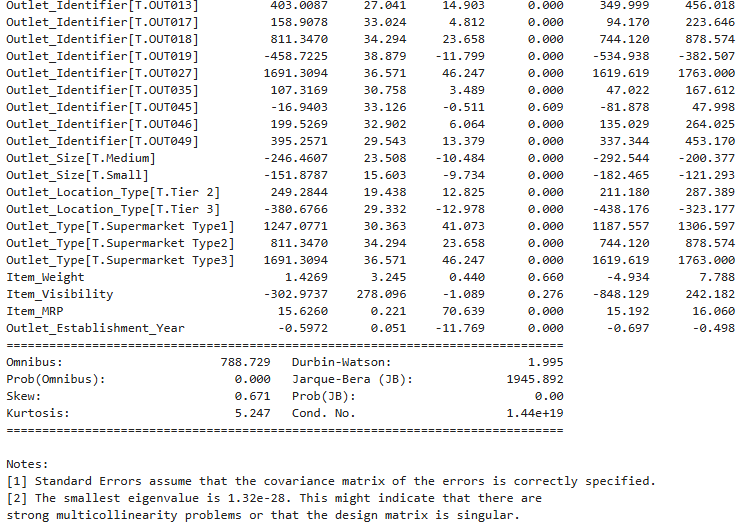 Outlet_Identifier[T.OUT013] 403.0087 27.041 14.903 0.000 349.999 456.018
Outlet_Identifier[T.OUT017] 158.9078 33.024 4.812 0.000 94.170 223.646
Outlet_Identifier[T.OUT018] 811.3470 34.294 23.658 0.000 744.120 878.574
Outlet_Identifier[T.OUT019] -458.7225 38.879 -11.799 0.000 -534.938 -382.507
Outlet_Identifier[T.OUT027] 1691.3094 36.571 46.247 0.000 1619.619 1763.000
Outlet_Identifier[T.OUT035] 107.3169 30.758 3.489 0.000 47.022 167.612
Outlet_Identifier[T.OUT045] -16.9403 33.126 -0.511 0.609 -81.878 47.998
Outlet_Identifier[T.OUT046] 199.5269 32.902 6.064 0.000 135.029 264.025
Outlet_Identifier[T.OUT049] 395.2571 29.543 13.379 0.000 337.344 453.170
Outlet_Size[T.Medium] -246.4607 23.508 -10.484 0.000 -292.544 -200.377
Outlet_Size[T.Small] -151.8787 15.603 -9.734 0.000 -182.465 -121.293
Outlet_Location_Type[T.Tier 2] 249.2844 19.438 12.825 0.000 211.180 287.389
Outlet_Location_Type[T.Tier 3] -380.6766 29.332 -12.978 0.000 -438.176 -323.177
Outlet_Type[T.Supermarket Type1] 1247.0771 30.363 41.073 0.000 1187.557 1306.597
Outlet_Type[T.Supermarket Type2] 811.3470 34.294 23.658 0.000 744.120 878.574
Outlet_Type[T.Supermarket Type3] 1691.3094 36.571 46.247 0.000 1619.619 1763.000
Item_Weight 1.4269 3.245 0.440 0.660 -4.934 7.788
Item_Visibility -302.9737 278.096 -1.089 0.276 -848.129 242.182
Item_MRP 15.6260 0.221 70.639 0.000 15.192 16.060
Outlet_Establishment_Year -0.5972 0.051 -11.769 0.000 -0.697 -0.498
==============================================================================
Omnibus: 788.729 Durbin-Watson: 1.995
Prob(Omnibus): 0.000 Jarque-Bera (JB): 1945.892
Skew: 0.671 Prob(JB): 0.00
Kurtosis: 5.247 Cond. No. 1.44e+19
==============================================================================
Notes:
[1] Standard Errors assume that the covariance matrix of the errors is correctly specified.
[2] The smallest eigenvalue is 1.32e-28. This might indicate that there are
strong multicollinearity problems or that the design matrix is singular.